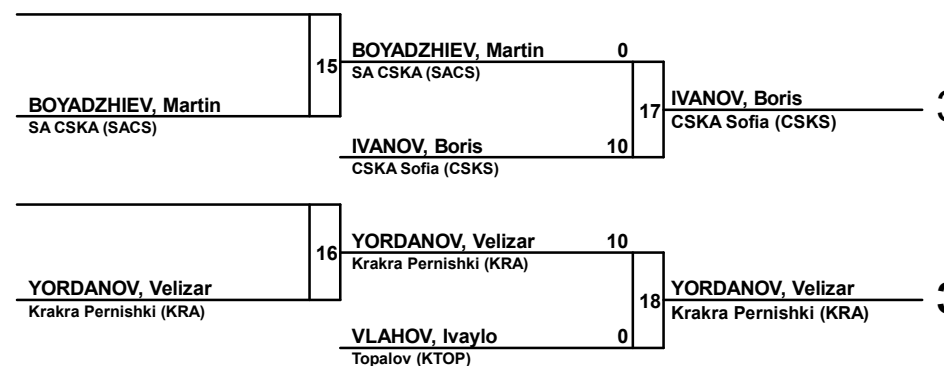 BOYADZHIEV, Martin 0
15
SA CSKA (SACS)
BOYADZHIEV, Martin
SA CSKA (SACS)
IVANOV, Boris
17
CSKA Sofia (CSKS)
IVANOV, Boris 10
CSKA Sofia (CSKS)
YORDANOV, Velizar 10
16
Krakra Pernishki (KRA)
YORDANOV, Velizar
Krakra Pernishki (KRA)
YORDANOV, Velizar
18
Krakra Pernishki (KRA)
VLAHOV, Ivaylo 0
Topalov (KTOP)